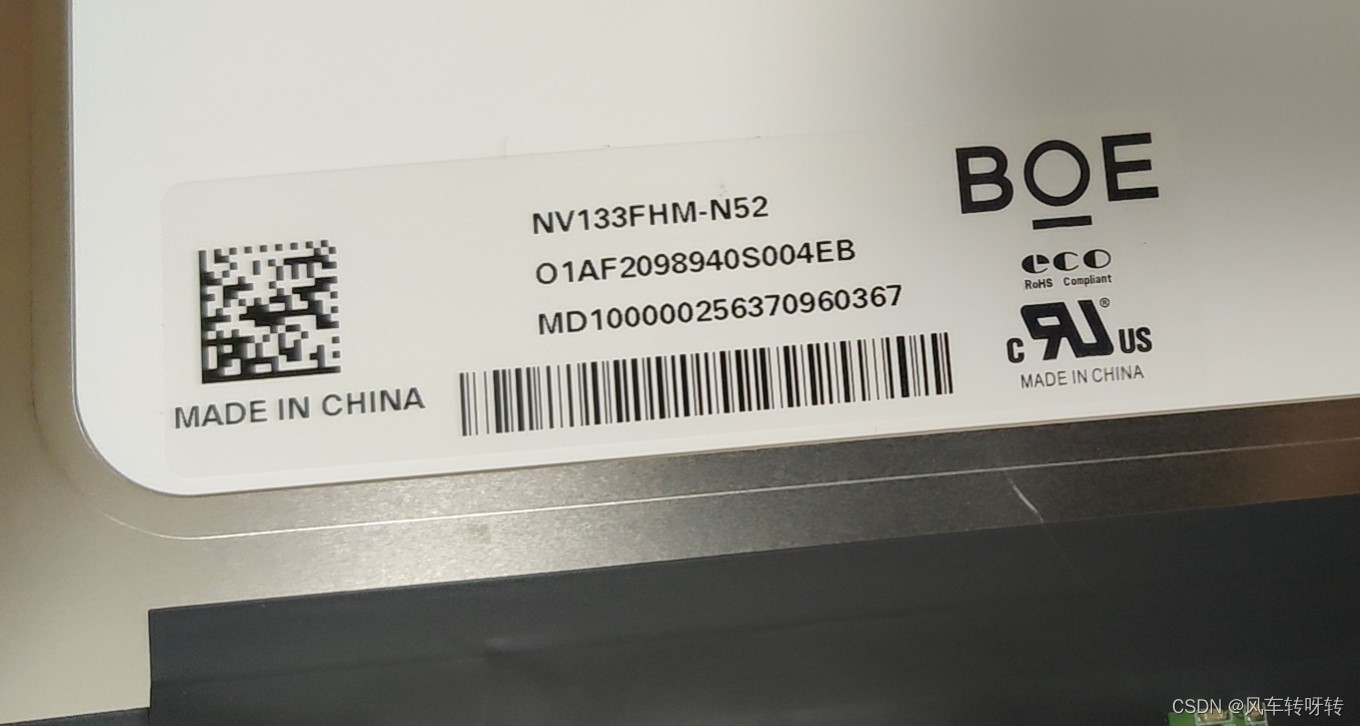 NV133FHM-N52
O1AF2098940S004EB
MD100000256370960367
MADE IN CHINA
BOE
eco
RoHS Compliant
c RU ® US
MADE IN CHINA
CSDN @风车转呀转